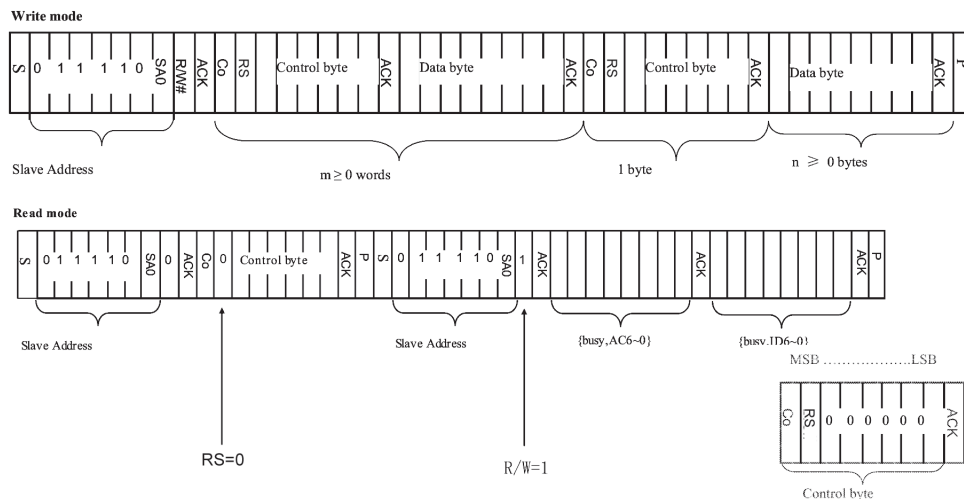 Write mode
S 0 1 1 1 1 0 SA0 R/W# ACK Co RS Control byte ACK Data byte ACK Co RS Control byte ACK Data byte ACK P
Slave Address
m ≥ 0 words
1 byte
n ≥ 0 bytes
Read mode
S 0 1 1 1 1 0 SA0 0 ACK Co 0 Control byte ACK P S 0 1 1 1 1 0 SA0 1 ACK ACK ACK P
Slave Address
Slave Address
{busy,AC6~0}
{busy,ID6~0}
MSB ....................LSB
Co RS 0 0 0 0 0 0 ACK
Control byte
RS=0
R/W=1